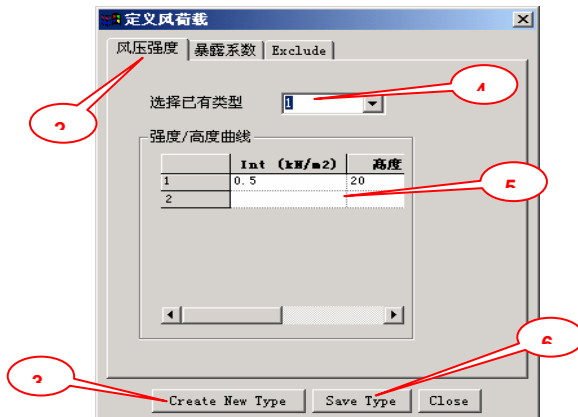 定义风荷载
风压强度 暴露系数 Exclude
选择已有类型 1
4
强度/高度曲线
Int (kN/m2) 高度
1 0.5 20
2
5
6
Create New Type Save Type Close